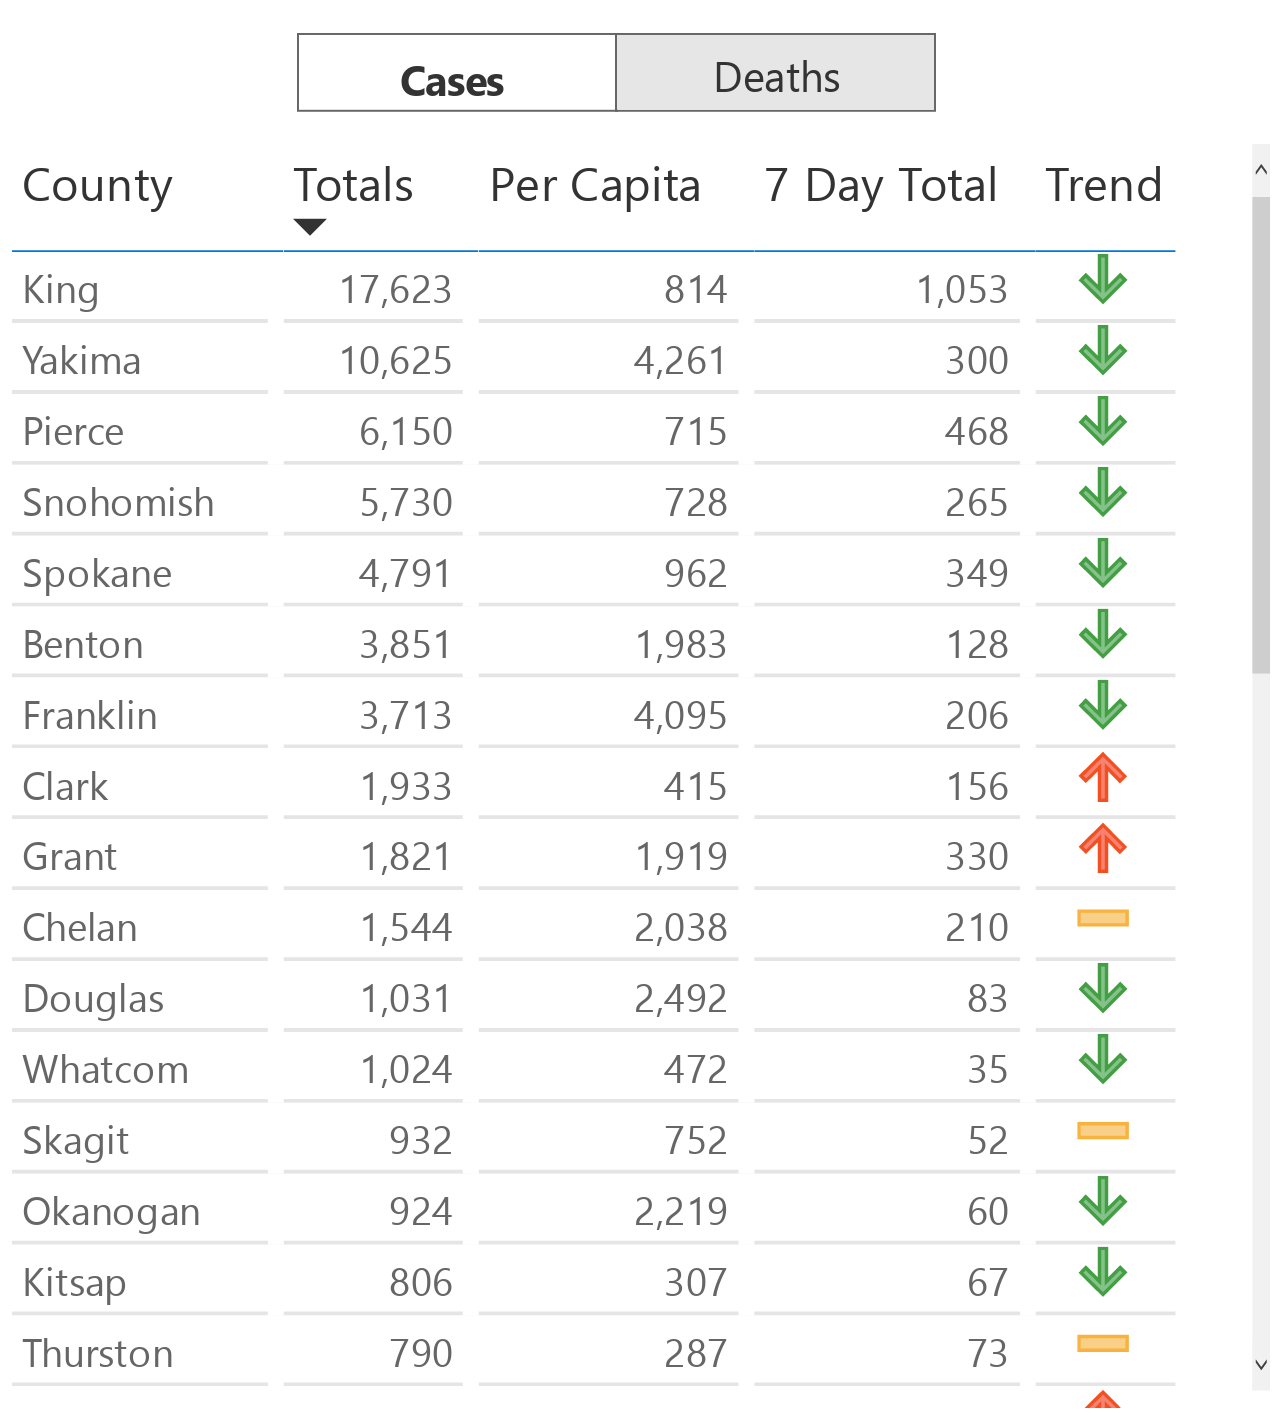 Cases Deaths
County Totals Per Capita 7 Day Total Trend
King 17,623 814 1,053
Yakima 10,625 4,261 300
Pierce 6,150 715 468
Snohomish 5,730 728 265
Spokane 4,791 962 349
Benton 3,851 1,983 128
Franklin 3,713 4,095 206
Clark 1,933 415 156
Grant 1,821 1,919 330
Chelan 1,544 2,038 210
Douglas 1,031 2,492 83
Whatcom 1,024 472 35
Skagit 932 752 52
Okanogan 924 2,219 60
Kitsap 806 307 67
Thurston 790 287 73